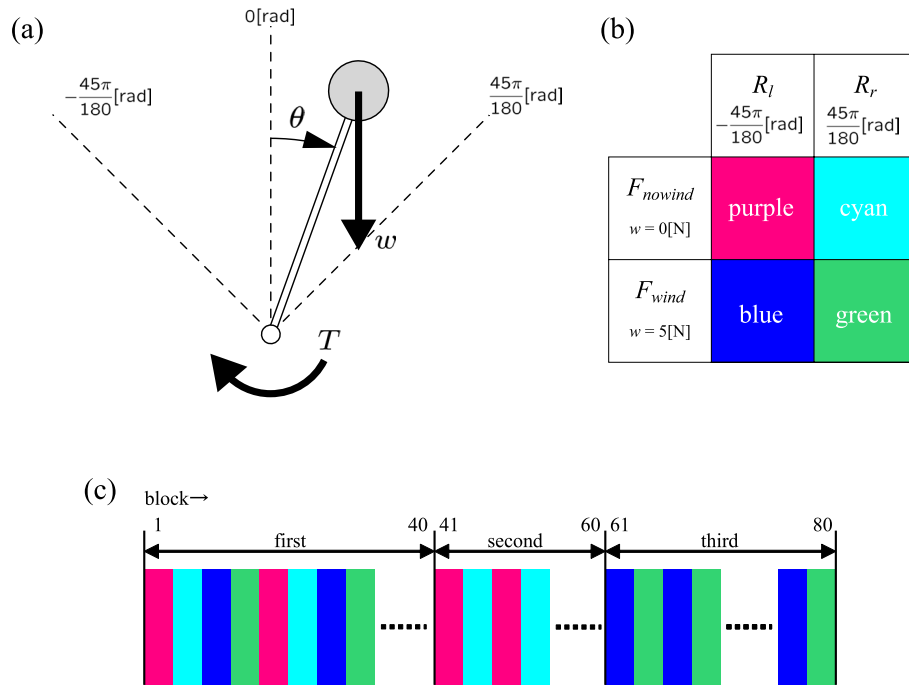 (a)
0[rad]
-45π/180[rad]
45π/180[rad]
θ
w
T
(b)
R_l R_r
-45π/180[rad] 45π/180[rad]
F_nowind
w = 0[N]
purple cyan
F_wind
w = 5[N]
blue green
(c)
block→
1 40 41 60 61 80
first second third